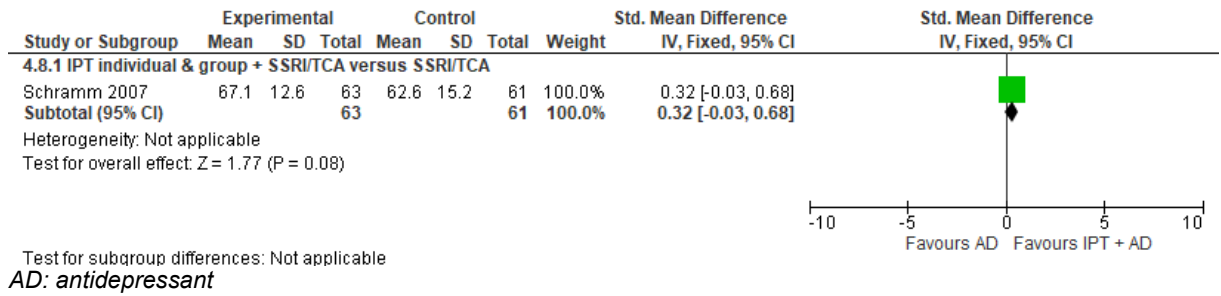 Experimental Control Std. Mean Difference Std. Mean Difference
Study or Subgroup Mean SD Total Mean SD Total Weight IV, Fixed, 95% CI IV, Fixed, 95% CI
4.8.1 IPT individual & group + SSRI/TCA versus SSRI/TCA
Schramm 2007 67.1 12.6 63 62.6 15.2 61 100.0% 0.32 [-0.03, 0.68]
Subtotal (95% CI) 63 61 100.0% 0.32 [-0.03, 0.68]
Heterogeneity: Not applicable
Test for overall effect: Z = 1.77 (P = 0.08)
-10 -5 0 5 10
Favours AD Favours IPT + AD
Test for subgroup differences: Not applicable
AD: antidepressant